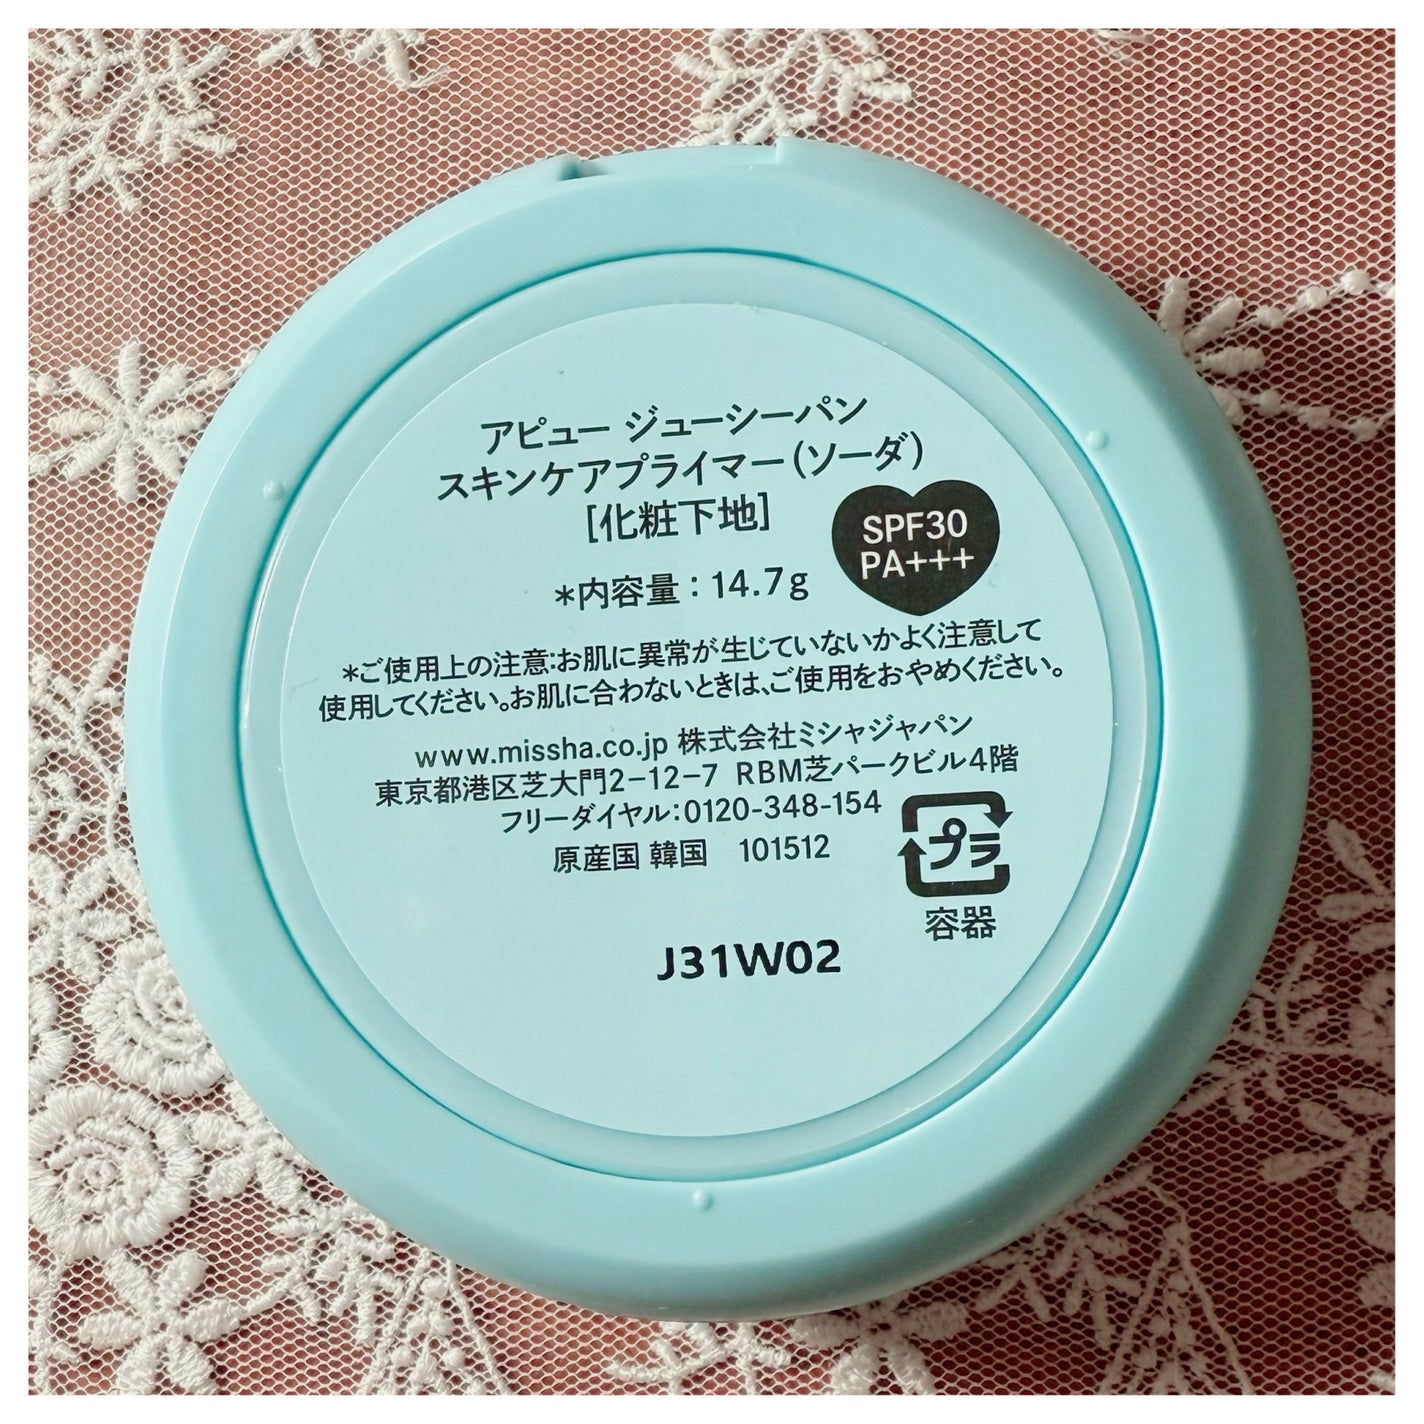 アピュー ジューシーパン
スキンケアプライマー(ソーダ)
[化粧下地]
SPF30
PA+++
*内容量:14.7g
*ご使用上の注意:お肌に異常が生じていないかよく注意して
使用してください。お肌に合わないときは、ご使用をおやめください。
www.missha.co.jp 株式会社ミシャジャパン
東京都港区芝大門2-12-7 RBM芝パークビル4階
フリーダイヤル:0120-348-154
原産国 韓国 101512
プラ
容器
J31W02